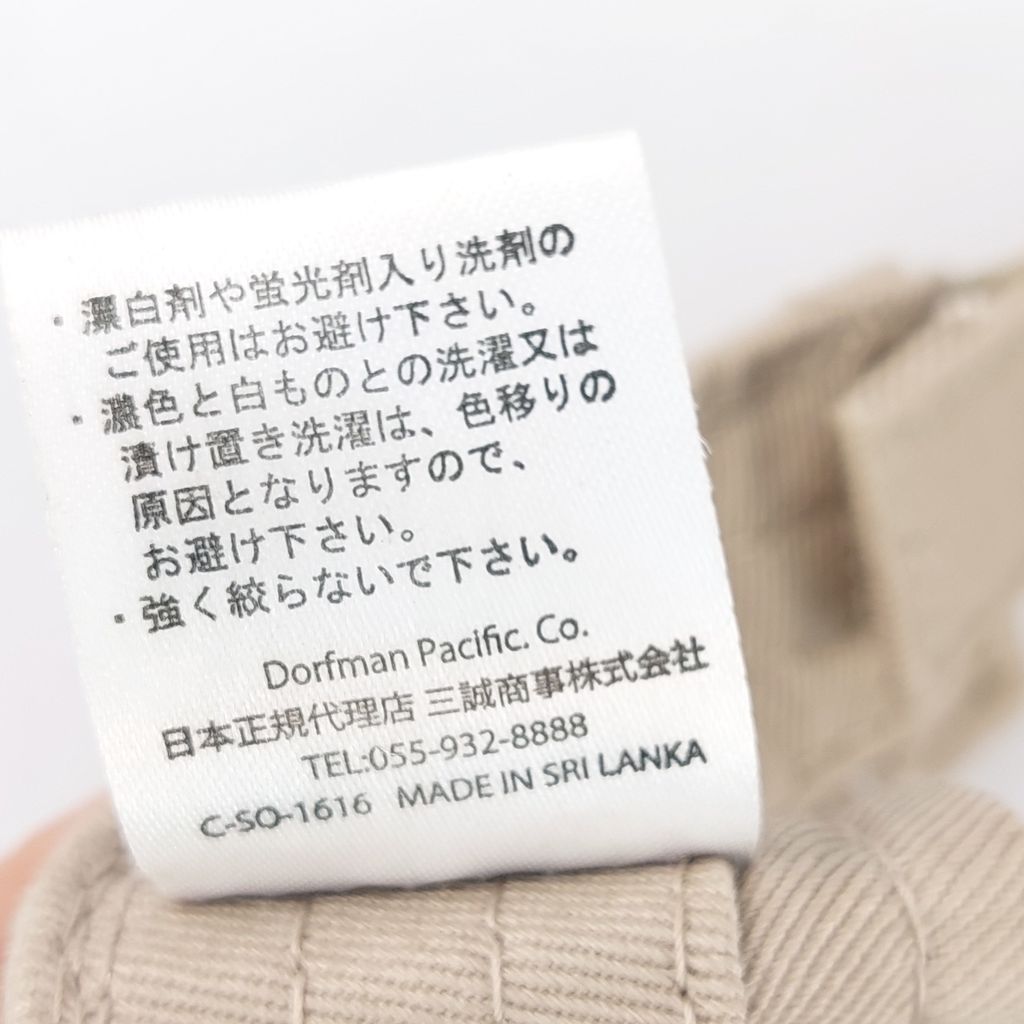 ・漂白剤や蛍光剤入り洗剤の
ご使用はお避け下さい。
・濃色と白ものとの洗濯又は
漬け置き洗濯は、色移りの
原因となりますので、
お避け下さい。
・強く絞らないで下さい。
Dorfman Pacific. Co.
日本正規代理店 三誠商事株式会社
TEL:055-932-8888
C-SO-1616 MADE IN SRI LANKA